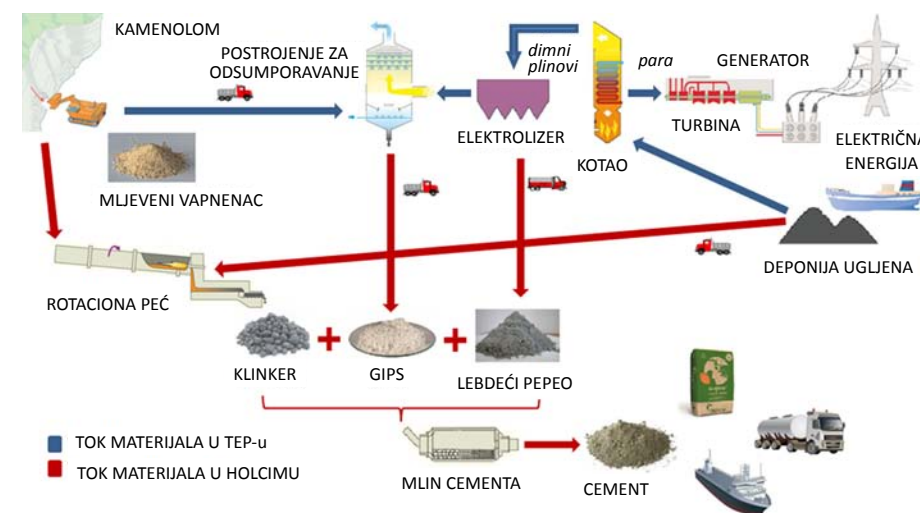 KAMENOLOM
POSTROJENJE ZA
ODSUMPORAVANJE
dimni
plinovi
para
GENERATOR
ELEKTROLIZER
KOTAO
TURBINA
ELEKTRIČNA
ENERGIJA
MLJEVENI VAPNENAC
DEPONIJA UGLJENA
ROTACIONA PEĆ
KLINKER
GIPS
LEBDEĆI PEPEO
TOK MATERIJALA U TEP-u
TOK MATERIJALA U HOLCIMU
MLIN CEMENTA
CEMENT